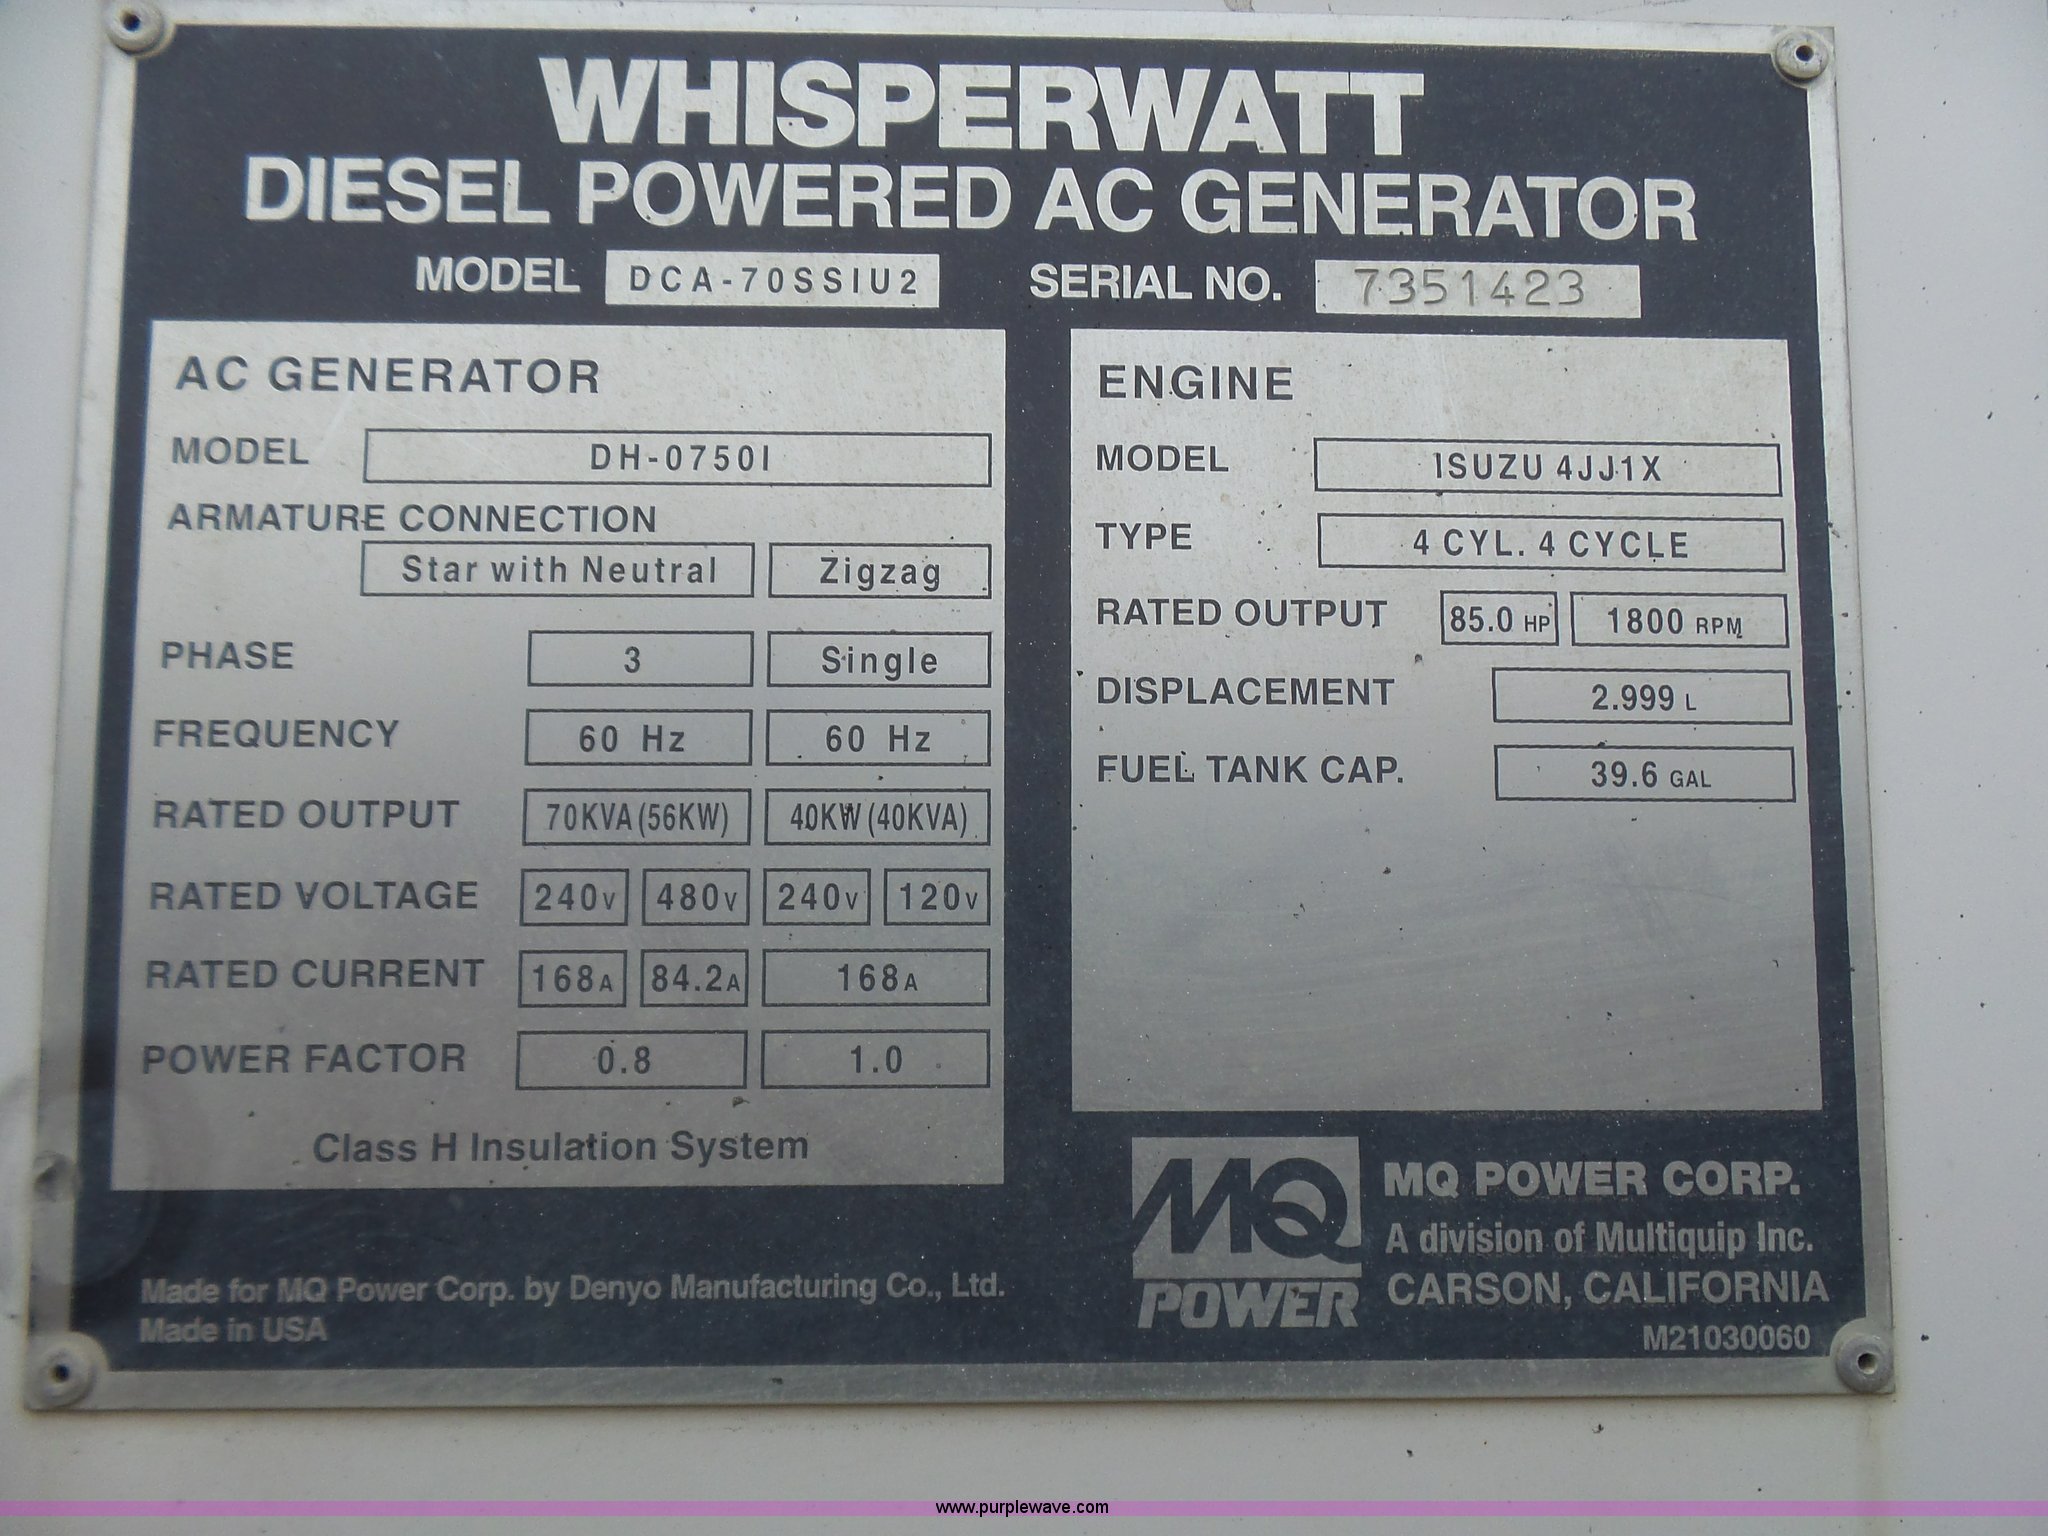 WHISPERWATT
DIESEL POWERED AC GENERATOR
MODEL DCA-70SSIU2 SERIAL NO. 7351423
AC GENERATOR
MODEL DH-0750I
ARMATURE CONNECTION
Star with Neutral Zigzag
PHASE 3 Single
FREQUENCY 60 Hz 60 Hz
RATED OUTPUT 70KVA (56KW) 40KW (40KVA)
RATED VOLTAGE 240V 480V 240V 120V
RATED CURRENT 168A 84.2A 168A
POWER FACTOR 0.8 1.0
Class H Insulation System
ENGINE
MODEL ISUZU 4JJ1X
TYPE 4 CYL. 4 CYCLE
RATED OUTPUT 85.0 HP 1800 RPM
DISPLACEMENT 2.999 L
FUEL TANK CAP. 39.6 GAL
Made for MQ Power Corp. by Denyo Manufacturing Co., Ltd.
Made in USA
MQ
POWER
MQ POWER CORP.
A division of Multiquip Inc.
CARSON, CALIFORNIA
M21030060
www.purplewave.com